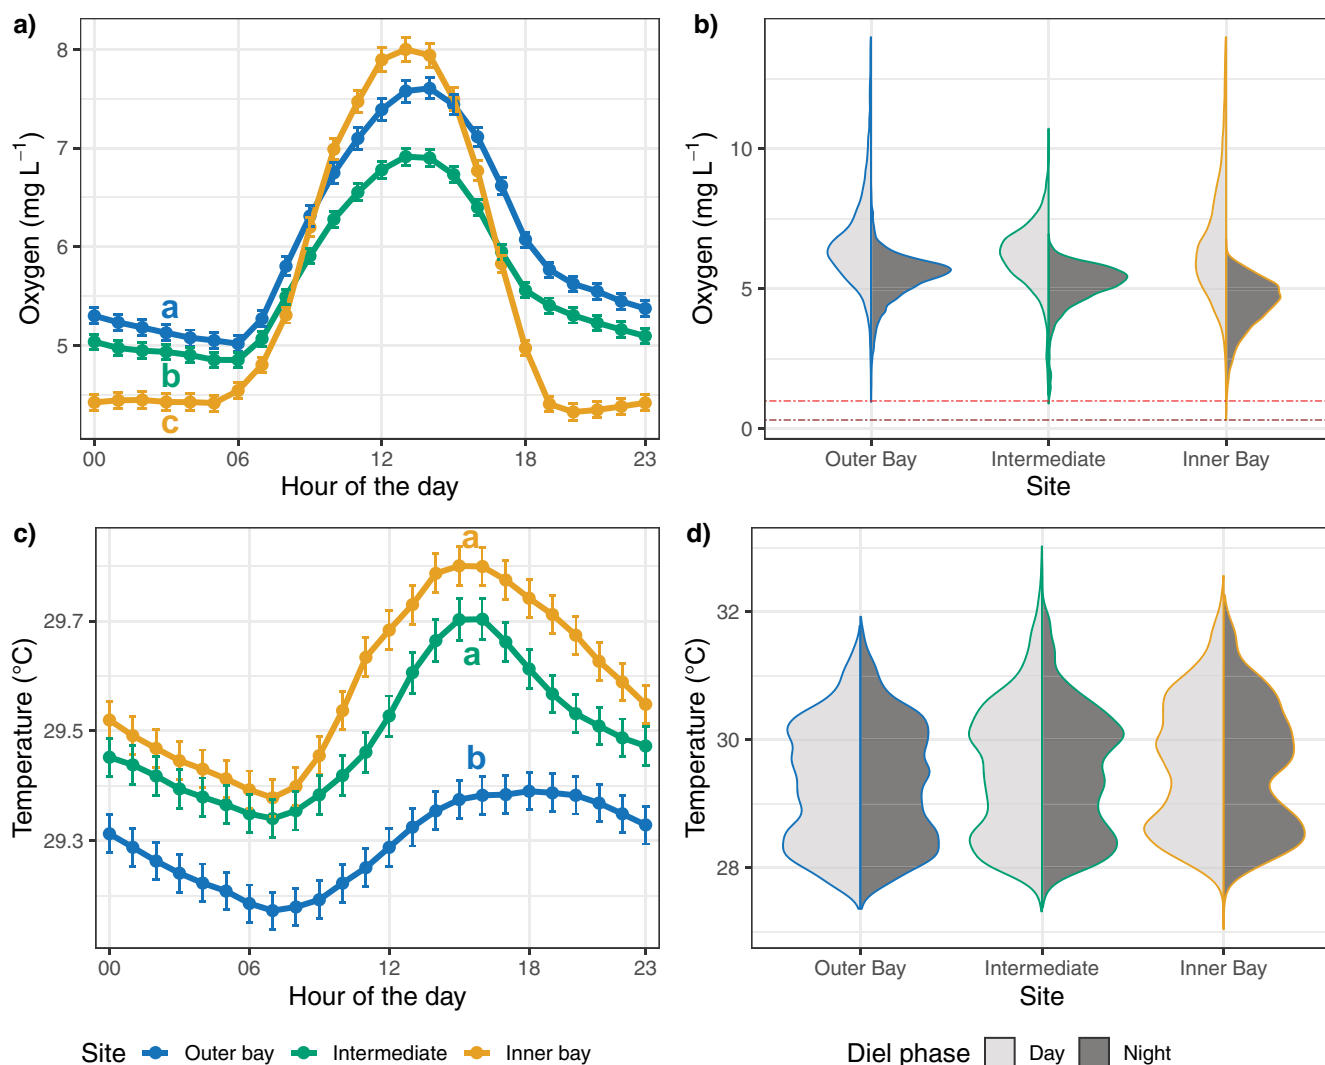 a)
Oxygen (mg L⁻¹)
8
7
6
5
a
b
c
00 06 12 18 23
Hour of the day
b)
Oxygen (mg L⁻¹)
10
5
0
Outer Bay Intermediate Inner Bay
Site
c)
Temperature (°C)
29.7
29.5
29.3
a
a
b
00 06 12 18 23
Hour of the day
d)
Temperature (°C)
32
30
28
Outer Bay Intermediate Inner Bay
Site
Site Outer bay Intermediate Inner bay
Diel phase Day Night